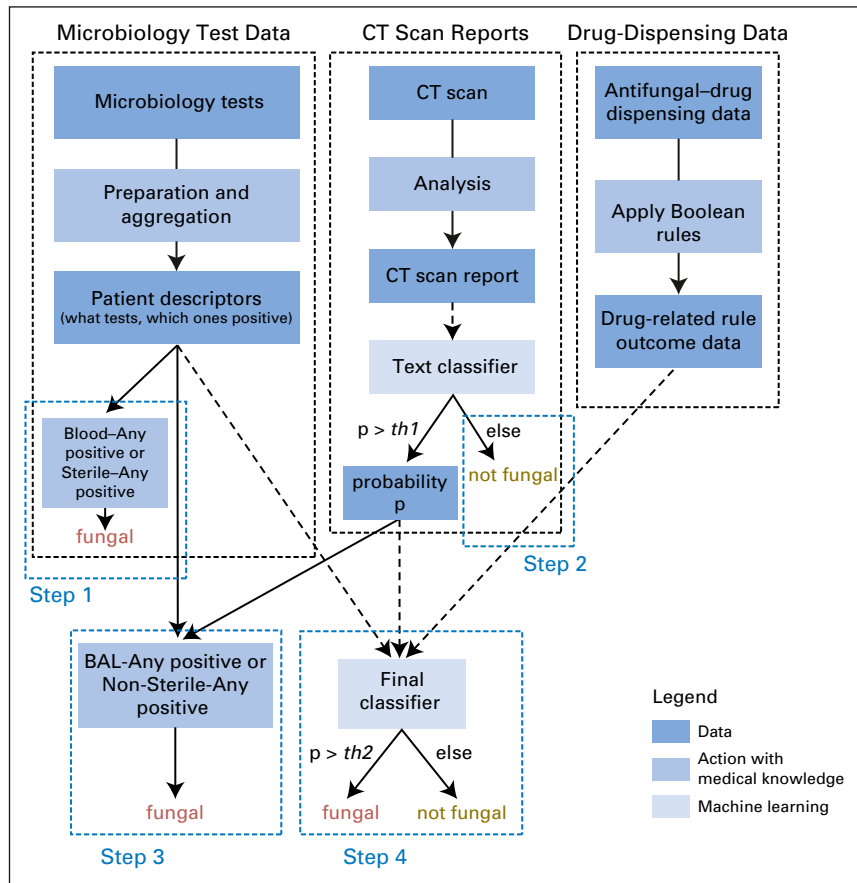 Microbiology Test Data
Microbiology tests
Preparation and
aggregation
Patient descriptors
(what tests, which ones positive)
Blood–Any
positive or
Sterile–Any
positive
fungal
Step 1
CT Scan Reports
CT scan
Analysis
CT scan report
Text classifier
p > th1
else
probability
p
not fungal
Step 2
Drug-Dispensing Data
Antifungal–drug
dispensing data
Apply Boolean
rules
Drug-related rule
outcome data
BAL-Any positive or
Non-Sterile-Any
positive
fungal
Step 3
Final
classifier
p > th2
else
fungal
not fungal
Step 4
Legend
Data
Action with
medical knowledge
Machine learning